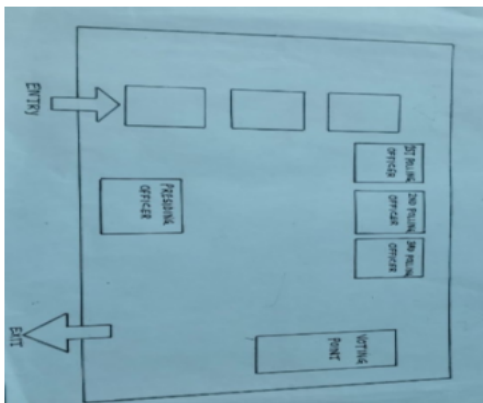 ENTRY
1ST POLLING
OFFICER
2ND POLLING
OFFICER
3RD POLLING
OFFICER
PRESIDING
OFFICER
VOTING
POINT
EXIT